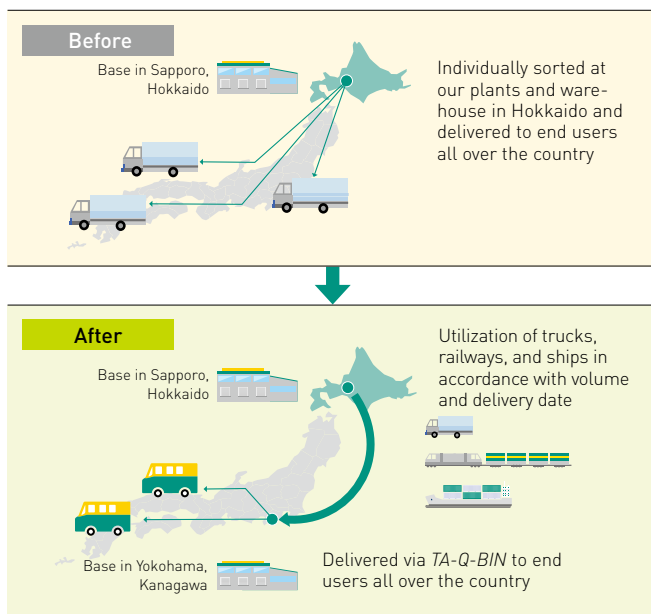 Before
Base in Sapporo,
Hokkaido
Individually sorted at
our plants and ware-
house in Hokkaido and
delivered to end users
all over the country
After
Base in Sapporo,
Hokkaido
Utilization of trucks,
railways, and ships in
accordance with volume
and delivery date
Base in Yokohama,
Kanagawa
Delivered via TA-Q-BIN to end
users all over the country